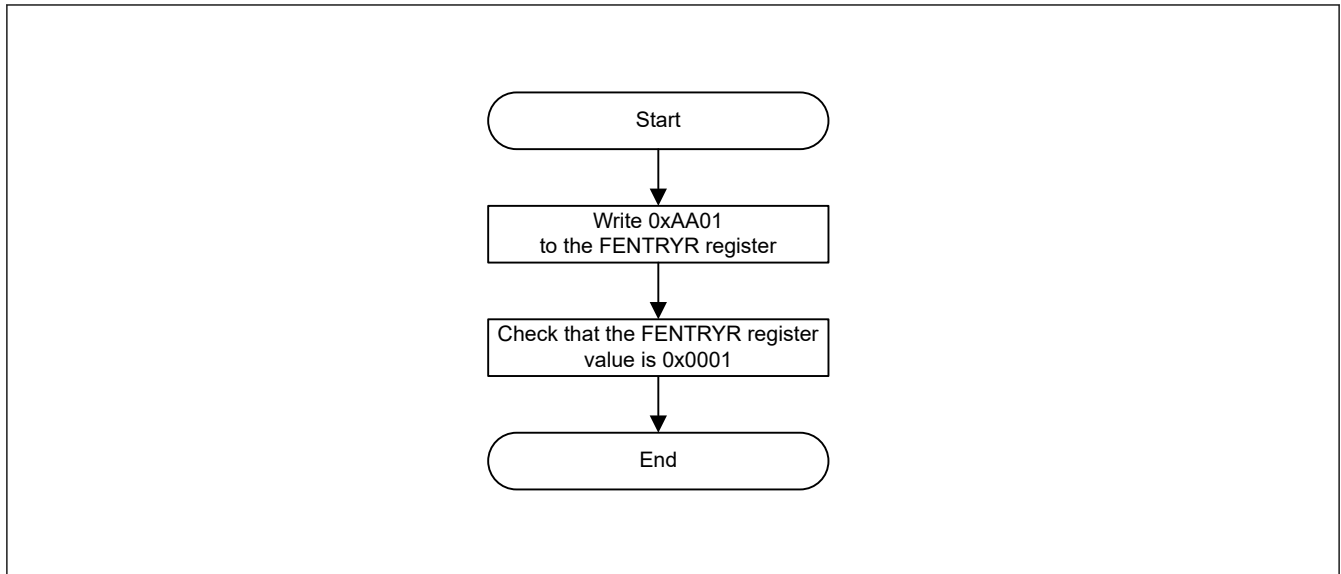 Start
Write 0xAA01
to the FENTRYR register
Check that the FENTRYR register
value is 0x0001
End